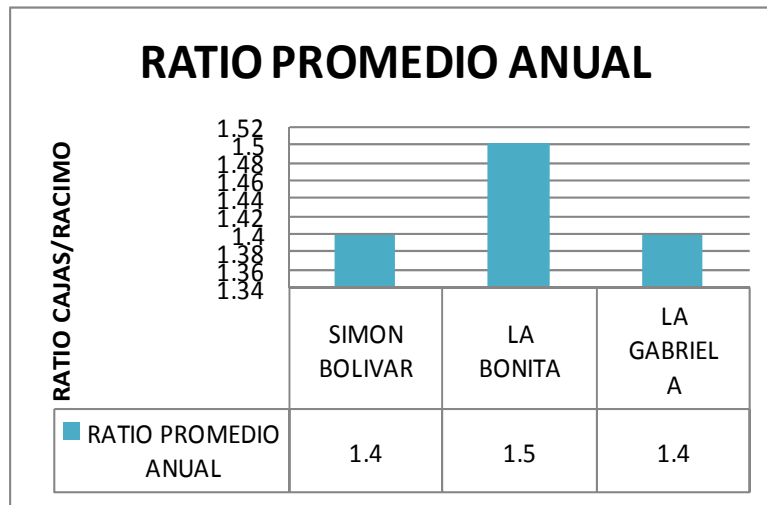 RATIO PROMEDIO ANUAL
RATIO CAJAS/RACIMO
1.52
1.5
1.48
1.46
1.44
1.42
1.4
1.38
1.36
1.34
SIMON
BOLIVAR
LA
BONITA
LA
GABRIEL
A
RATIO PROMEDIO
ANUAL
1.4
1.5
1.4